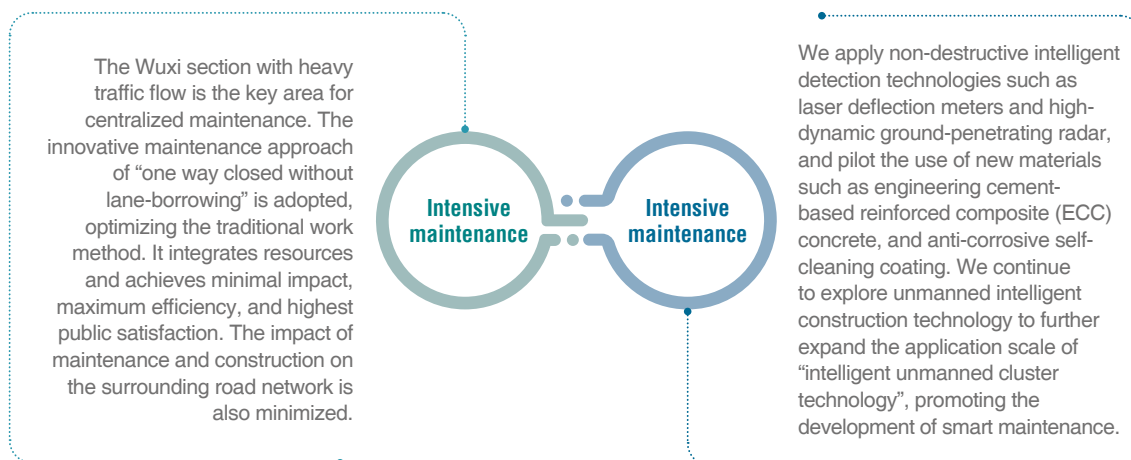 The Wuxi section with heavy
traffic flow is the key area for
centralized maintenance. The
innovative maintenance approach
of “one way closed without
lane-borrowing” is adopted,
optimizing the traditional work
method. It integrates resources
and achieves minimal impact,
maximum efficiency, and highest
public satisfaction. The impact of
maintenance and construction on
the surrounding road network is
also minimized.
Intensive
maintenance
Intensive
maintenance
We apply non-destructive intelligent
detection technologies such as
laser deflection meters and high-
dynamic ground-penetrating radar,
and pilot the use of new materials
such as engineering cement-
based reinforced composite (ECC)
concrete, and anti-corrosive self-
cleaning coating. We continue
to explore unmanned intelligent
construction technology to further
expand the application scale of
“intelligent unmanned cluster
technology”, promoting the
development of smart maintenance.